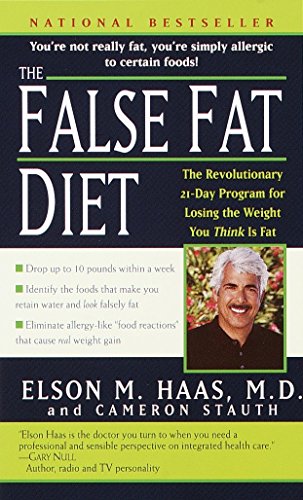 NATIONAL BESTSELLER
You're not really fat, you're simply allergic
to certain foods!
THE
FALSE FAT
DIET
The Revolutionary
21-Day Program for
Losing the Weight
You Think Is Fat
Drop up to 10 pounds within a week
Identify the foods that make you
retain water and look falsely fat
Eliminate allergy-like "food reactions"
that cause real weight gain
ELSON M. HAAS, M.D.
and CAMERON STAUTH
"Elson Haas is the doctor you turn to when you need a
professional and sensible perspective on integrated health care."
—GARY NULL
Author, radio and TV personality